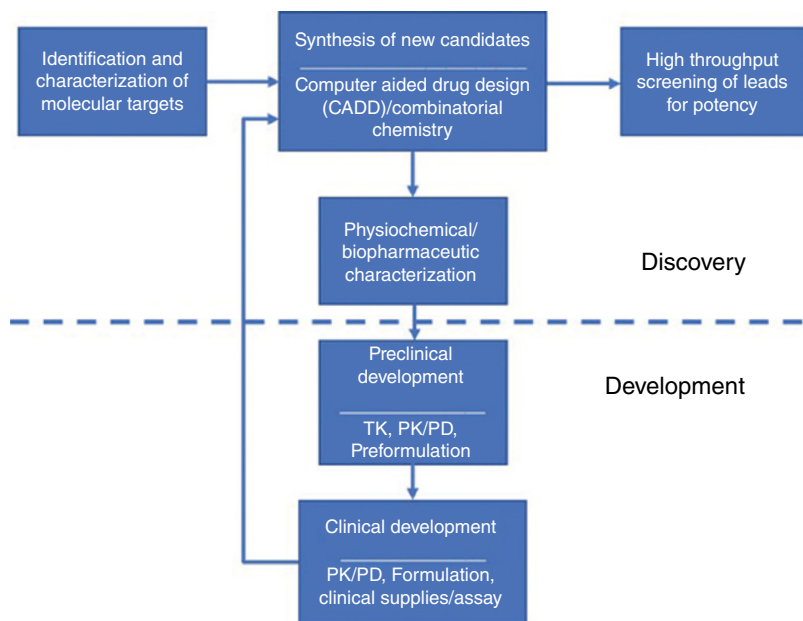 Identification and
characterization of
molecular targets
Synthesis of new candidates
Computer aided drug design
(CADD)/combinatorial
chemistry
High throughput
screening of leads
for potency
Physiochemical/
biopharmaceutic
characterization
Discovery
Preclinical
development
TK, PK/PD,
Preformulation
Development
Clinical development
PK/PD, Formulation,
clinical supplies/assay